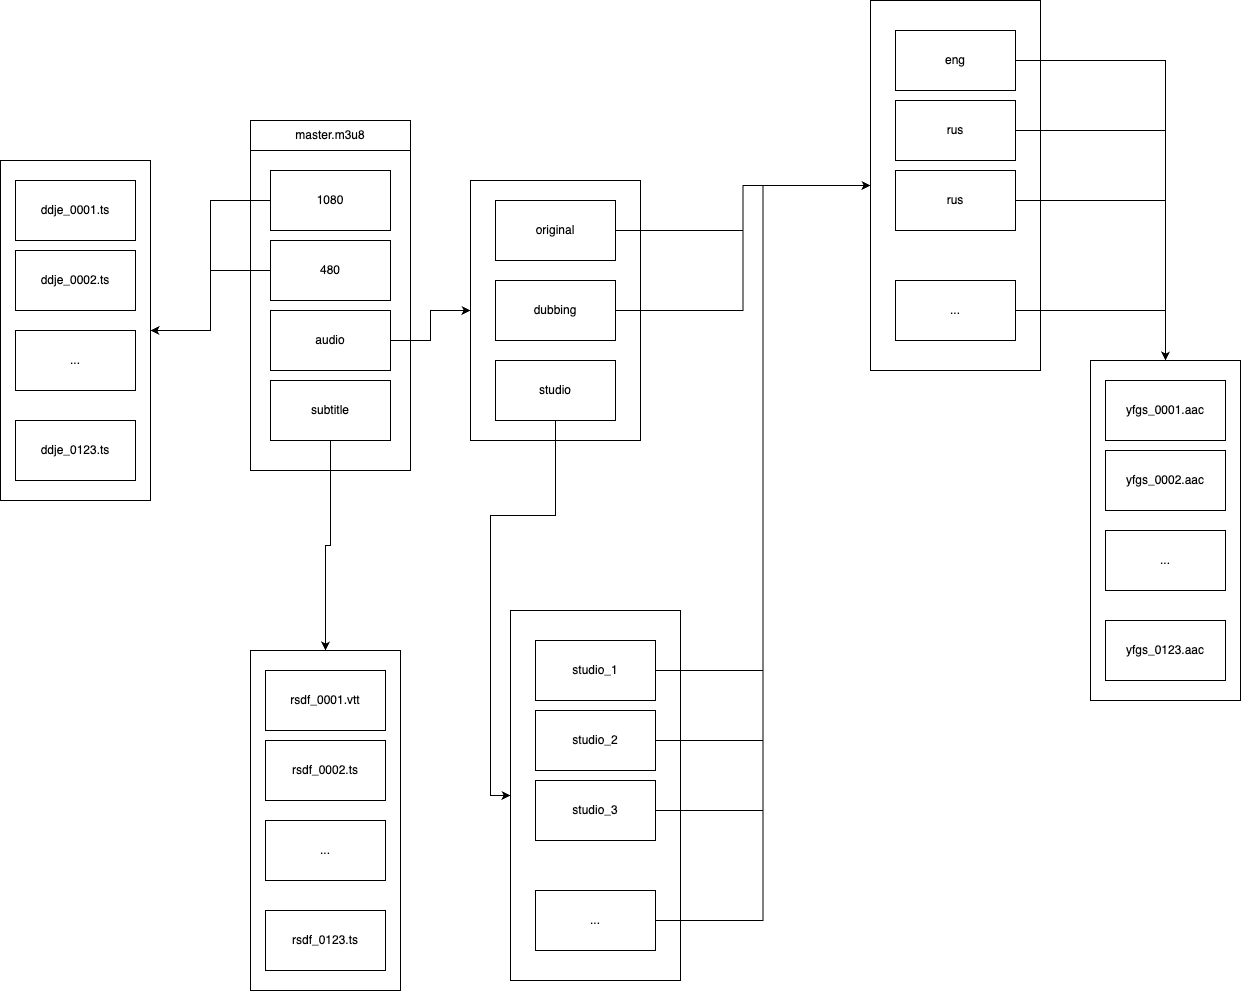 master.m3u8
1080
480
audio
subtitle
ddje_0001.ts
ddje_0002.ts
...
ddje_0123.ts
original
dubbing
studio
eng
rus
rus
...
yfgs_0001.aac
yfgs_0002.aac
...
yfgs_0123.aac
rsdf_0001.vtt
rsdf_0002.ts
...
rsdf_0123.ts
studio_1
studio_2
studio_3
...